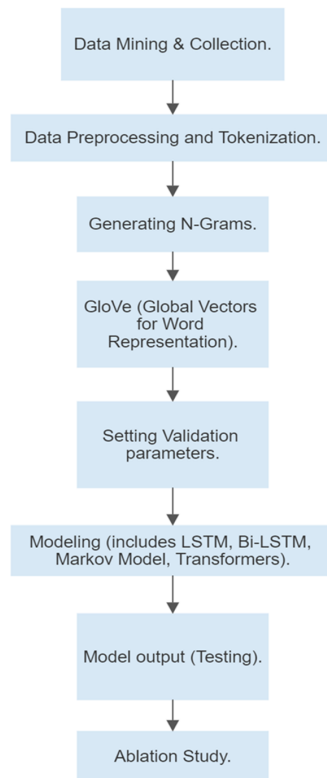 Data Mining & Collection.
Data Preprocessing and Tokenization.
Generating N-Grams.
GloVe (Global Vectors
for Word
Representation).
Setting Validation
parameters.
Modeling (includes LSTM, Bi-LSTM,
Markov Model, Transformers).
Model output (Testing).
Ablation Study.